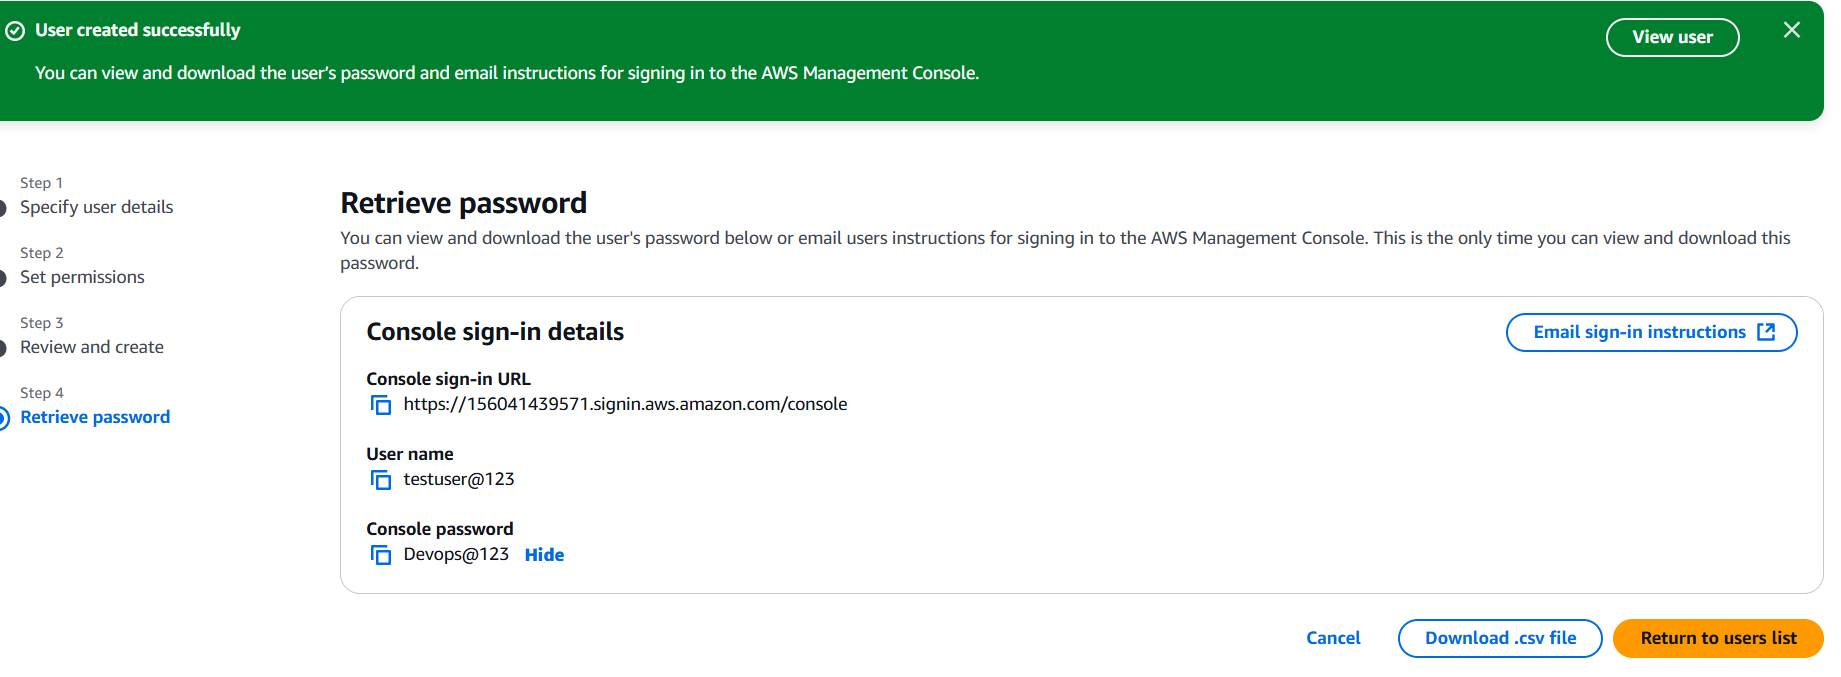 User created successfully
View user
You can view and download the user's password and email instructions for signing in to the AWS Management Console.
Step 1
Specify user details
Step 2
Set permissions
Step 3
Review and create
Step 4
Retrieve password
Retrieve password
You can view and download the user's password below or email users instructions for signing in to the AWS Management Console. This is the only time you can view and download this
password.
Console sign-in details
Email sign-in instructions
Console sign-in URL
https://156041439571.signin.aws.amazon.com/console
User name
testuser@123
Console password
Devops@123 Hide
Cancel
Download .csv file
Return to users list